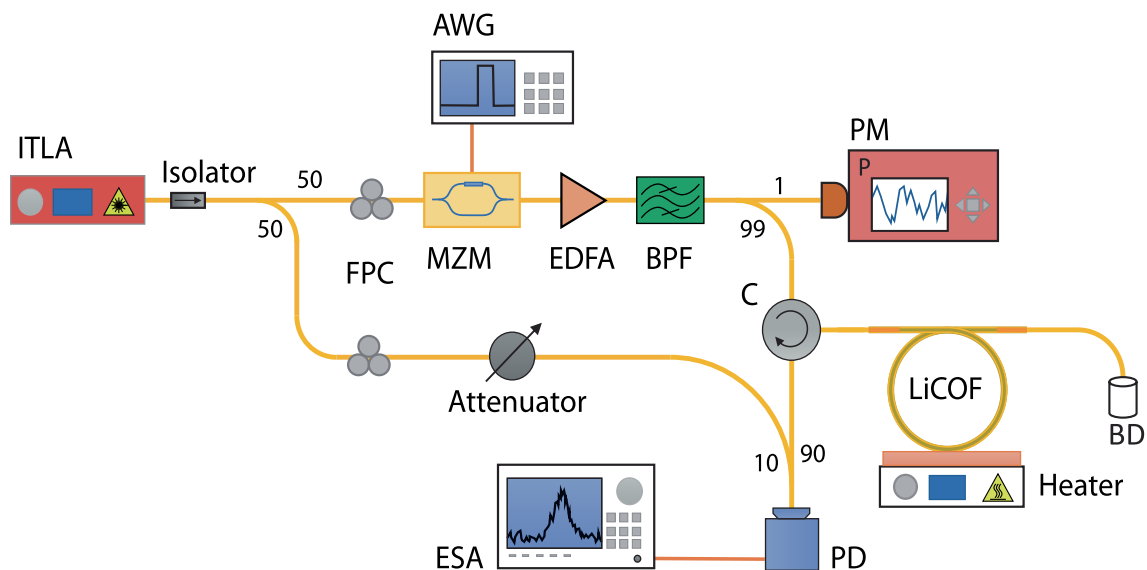 AWG
ITLA
Isolator
50
50
FPC
MZM
EDFA
BPF
1
99
PM
P
C
Attenuator
LiCOF
BD
10
90
Heater
ESA
PD